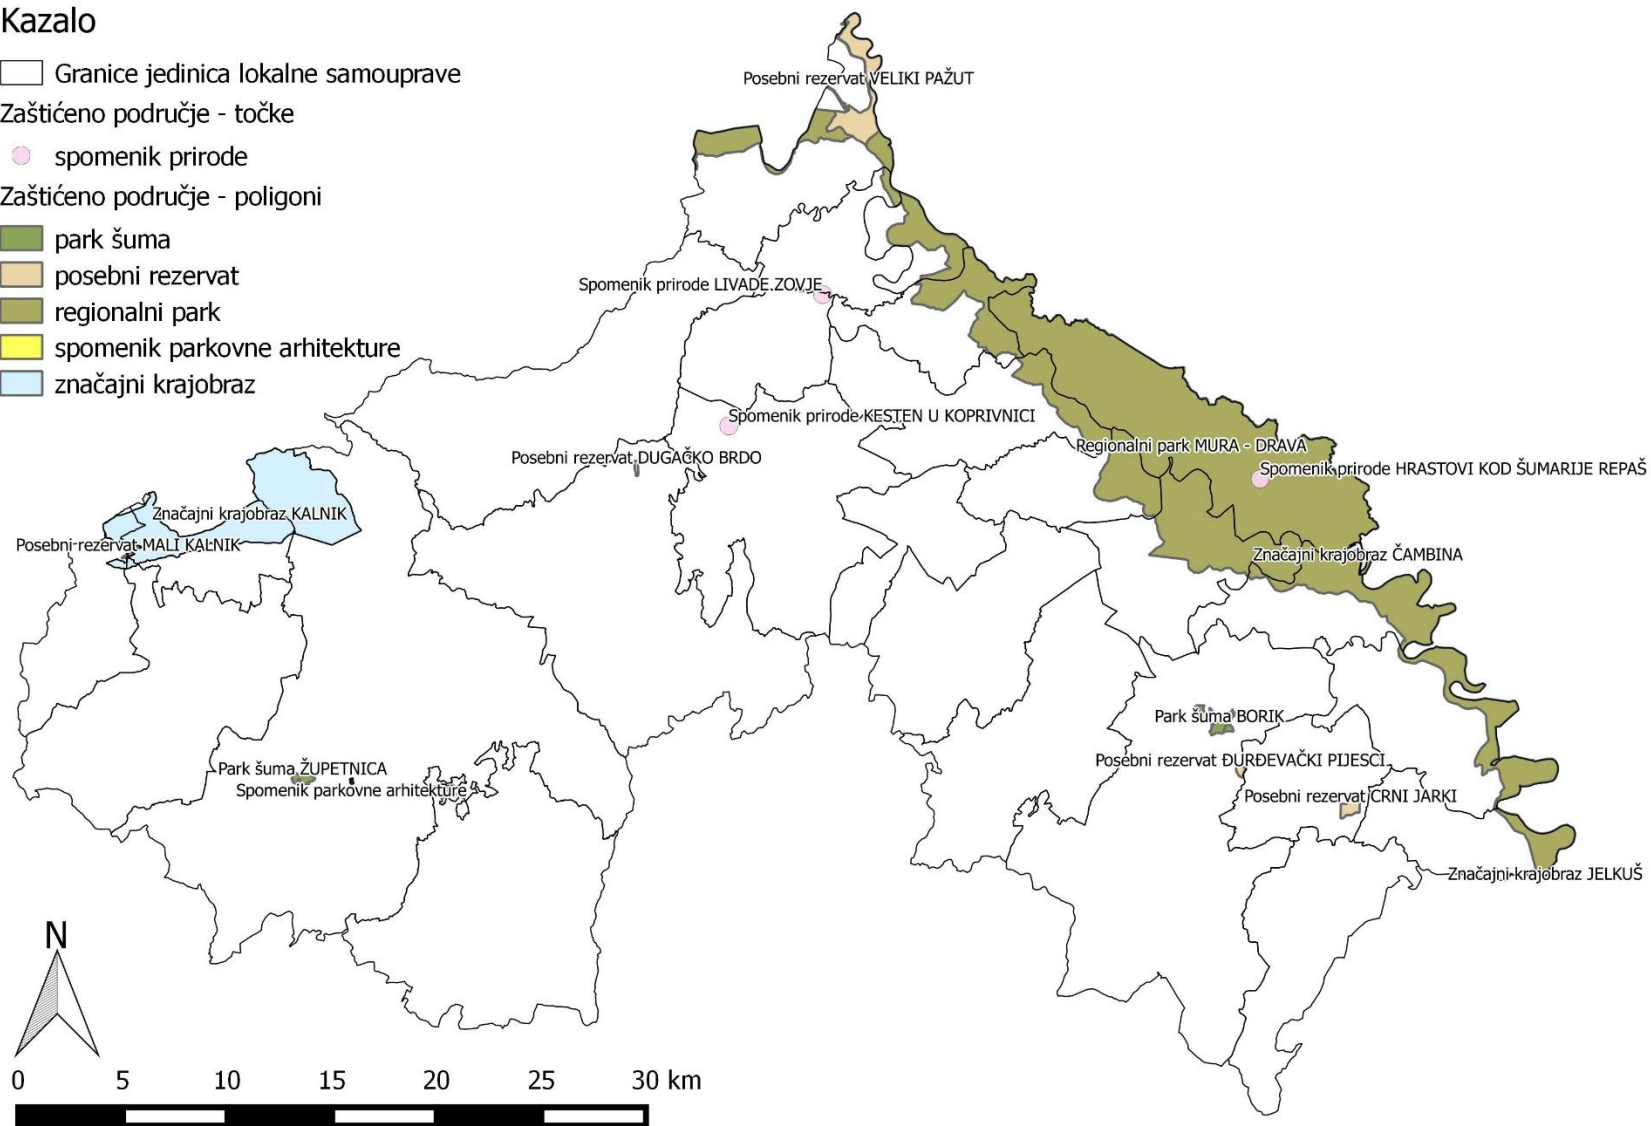 Kazalo
Granice jedinica lokalne samouprave
Zaštićeno područje - točke
spomenik prirode
Zaštićeno područje - poligoni
park šuma
posebni rezervat
regionalni park
spomenik parkovne arhitekture
značajni krajobraz
Posebni rezervat VELIKI PAŽUT
Spomenik prirode LIVADE ZOVJE
Spomenik prirode KESTEN U KOPRIVNICI
Posebni rezervat DUGAČKO BRDO
Regionalni park MURA - DRAVA
Spomenik prirode HRASTOVI KOD ŠUMARIJE REPAŠ
Značajni krajobraz KALNIK
Posebni rezervat MALI KALNIK
Značajni krajobraz ČAMBINA
Park šuma BORIK
Posebni rezervat ĐURĐEVAČKI PIJESCI
Park šuma ŽUPETNICA
Spomenik parkovne arhitekture
Posebni rezervat CRNI JARKI
Značajni krajobraz JELKUŠ
N
0 5 10 15 20 25 30 km